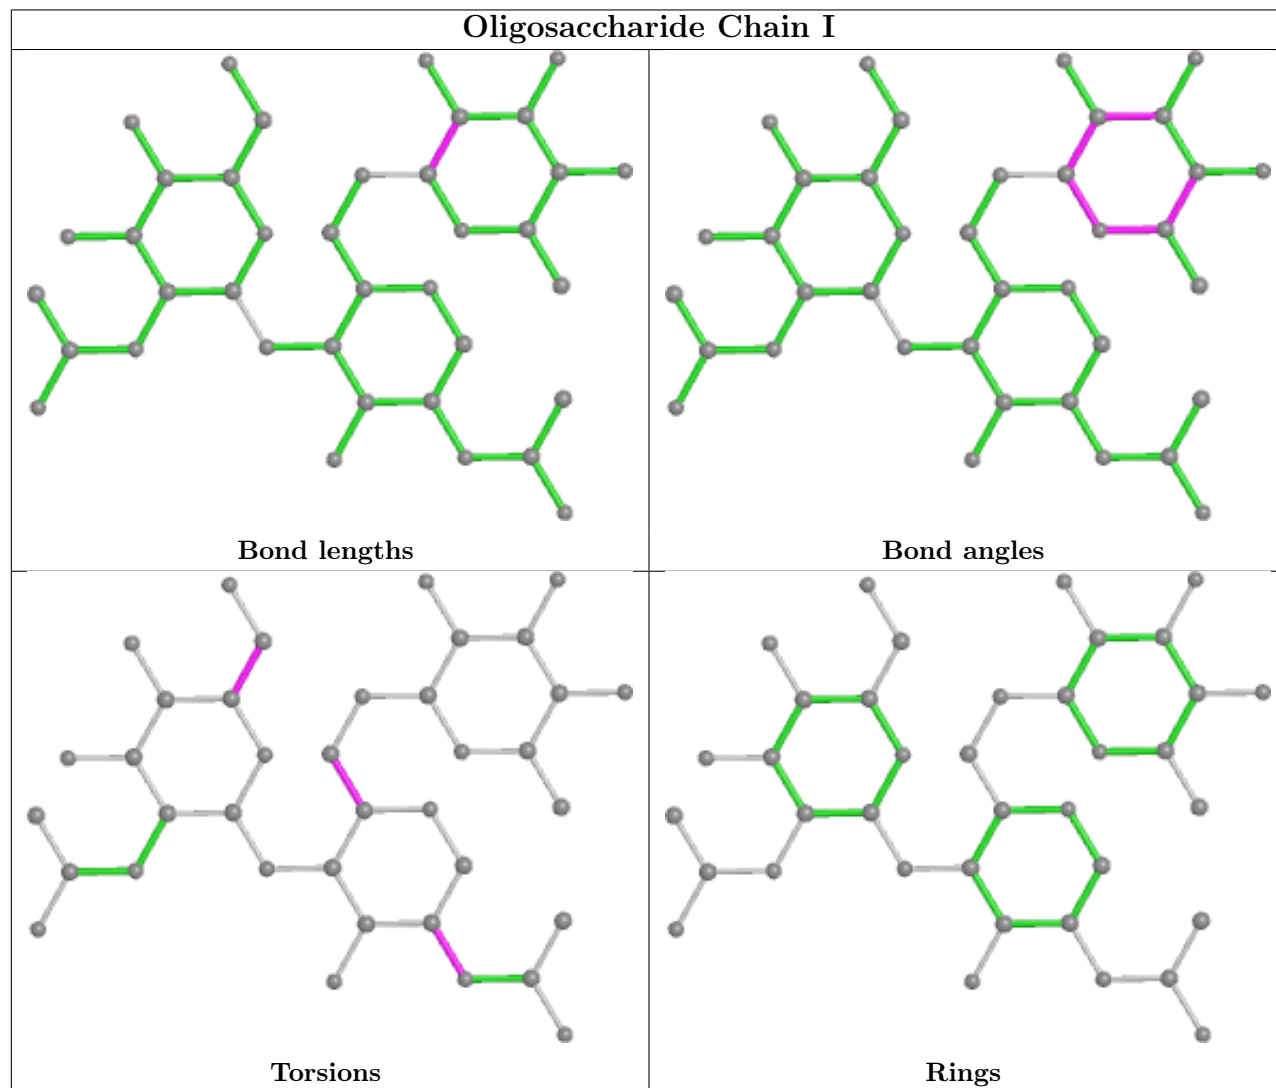 Oligosaccharide Chain I
Bond lengths
Bond angles
Torsions
Rings